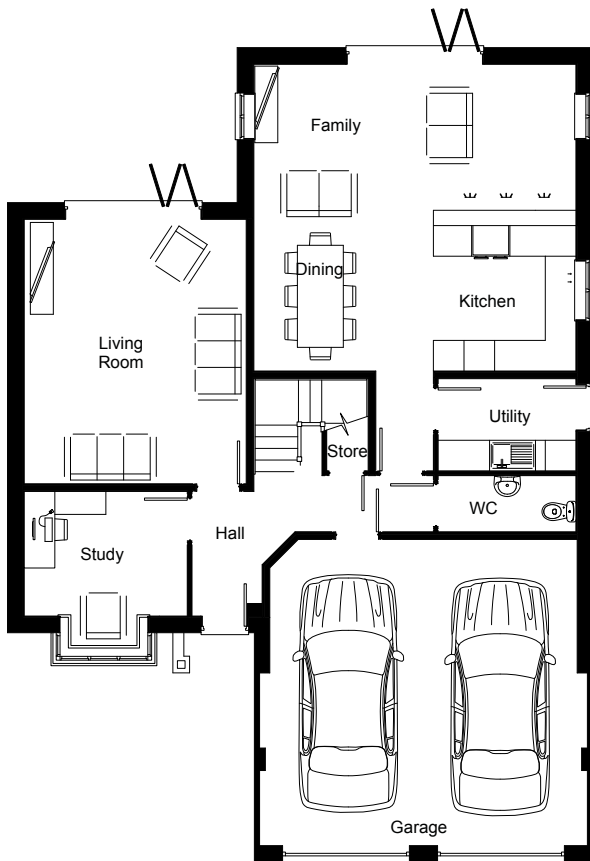 Family
Dining
Kitchen
Living
Room
Utility
Store
WC
Hall
Study
Garage